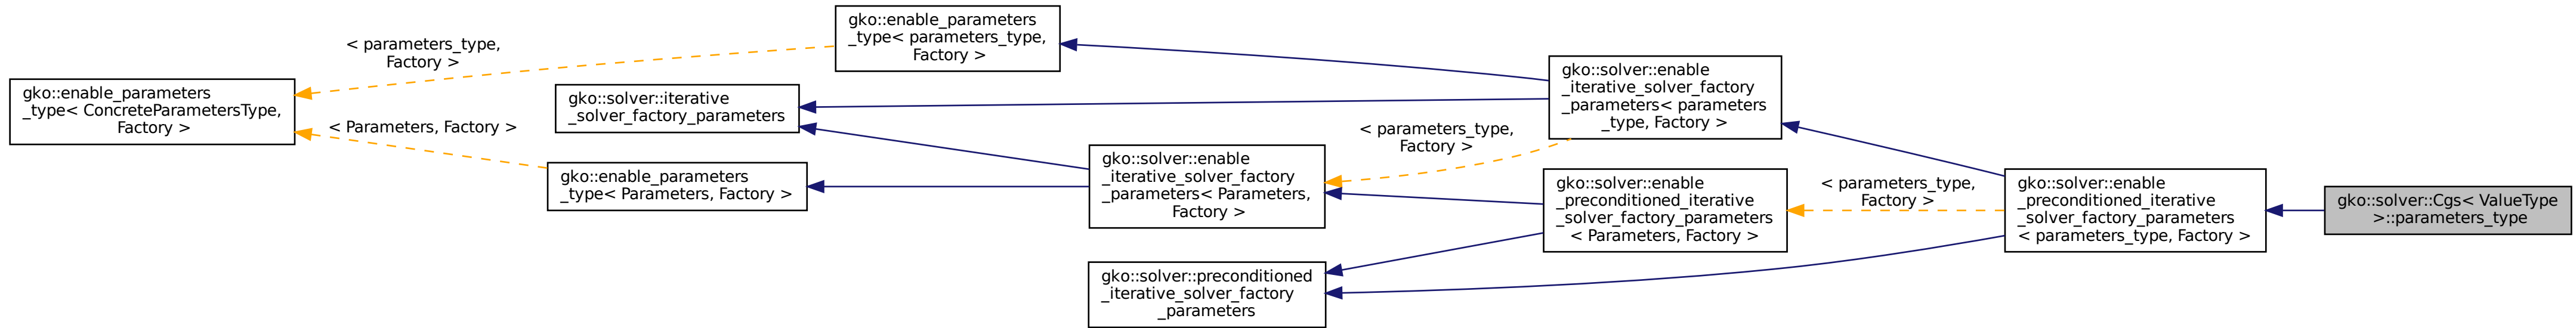 gko::enable_parameters
_type< ConcreteParametersType,
Factory >
< parameters_type,
Factory >
< Parameters, Factory >
gko::solver::iterative
_solver_factory_parameters
gko::enable_parameters
_type< Parameters, Factory >
gko::enable_parameters
_type< parameters_type,
Factory >
gko::solver::enable
_iterative_solver_factory
_parameters< Parameters,
Factory >
gko::solver::preconditioned
_iterative_solver_factory
_parameters
< parameters_type,
Factory >
gko::solver::enable
_iterative_solver_factory
_parameters< parameters
_type, Factory >
gko::solver::enable
_preconditioned_iterative
_solver_factory_parameters
< Parameters, Factory >
< parameters_type,
Factory >
gko::solver::enable
_preconditioned_iterative
_solver_factory_parameters
< parameters_type, Factory >
gko::solver::Cgs< ValueType
>::parameters_type